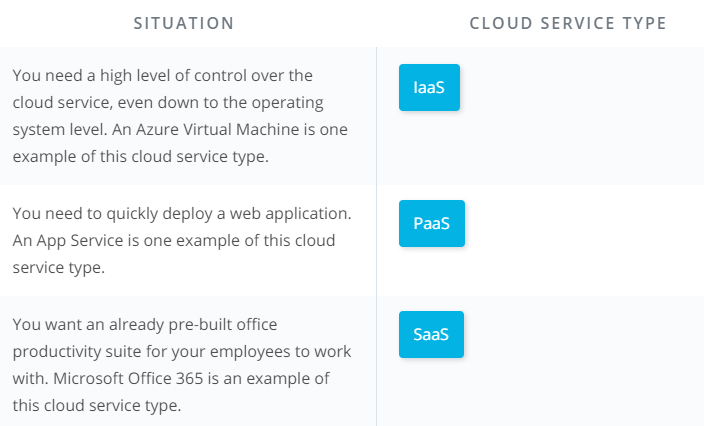 SITUATION
CLOUD SERVICE TYPE
You need a high level of control over the
cloud service, even down to the operating
system level. An Azure Virtual Machine is one
example of this cloud service type.
IaaS
You need to quickly deploy a web application.
An App Service is one example of this cloud
service type.
PaaS
You want an already pre-built office
productivity suite for your employees to work
with. Microsoft Office 365 is an example of
this cloud service type.
SaaS